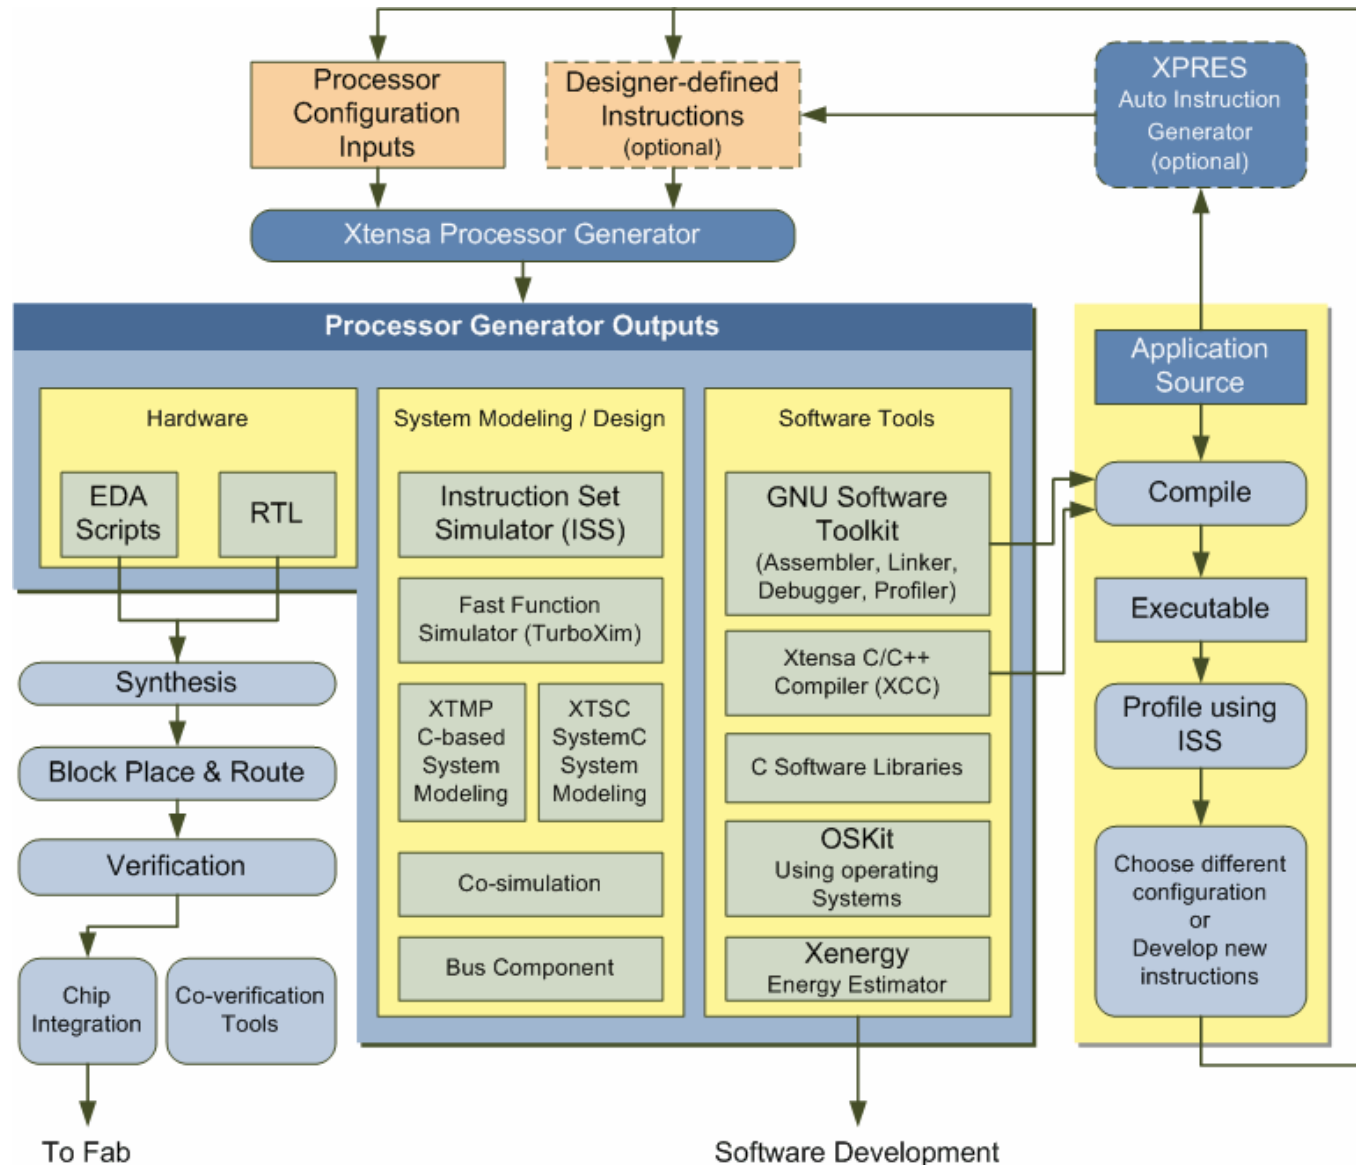 Processor
Configuration
Inputs
Designer-defined
Instructions
(optional)
XPRES
Auto Instruction
Generator
(optional)
Xtensa Processor Generator
Processor Generator Outputs
Hardware
EDA
Scripts
RTL
System Modeling / Design
Instruction Set
Simulator (ISS)
Fast Function
Simulator (TurboXim)
XTMP
C-based
System
Modeling
XTSC
SystemC
System
Modeling
Co-simulation
Bus Component
Software Tools
GNU Software
Toolkit
(Assembler, Linker,
Debugger, Profiler)
Xtensa C/C++
Compiler (XCC)
C Software Libraries
OSKit
Using operating
Systems
Xenergy
Energy Estimator
Application
Source
Compile
Executable
Profile using
ISS
Choose different
configuration
or
Develop new
instructions
Synthesis
Block Place & Route
Verification
Chip
Integration
Co-verification
Tools
To Fab
Software Development